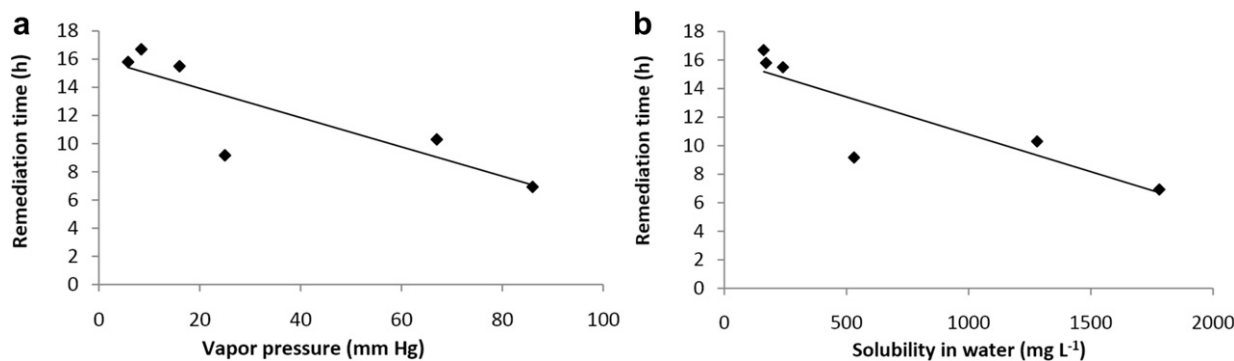 a
Remediation time (h)
18
16
14
12
10
8
6
4
2
0
0 20 40 60 80 100
Vapor pressure (mm Hg)
b
Remediation time (h)
18
16
14
12
10
8
6
4
2
0
0 500 1000 1500 2000
Solubility in water (mg L⁻¹)